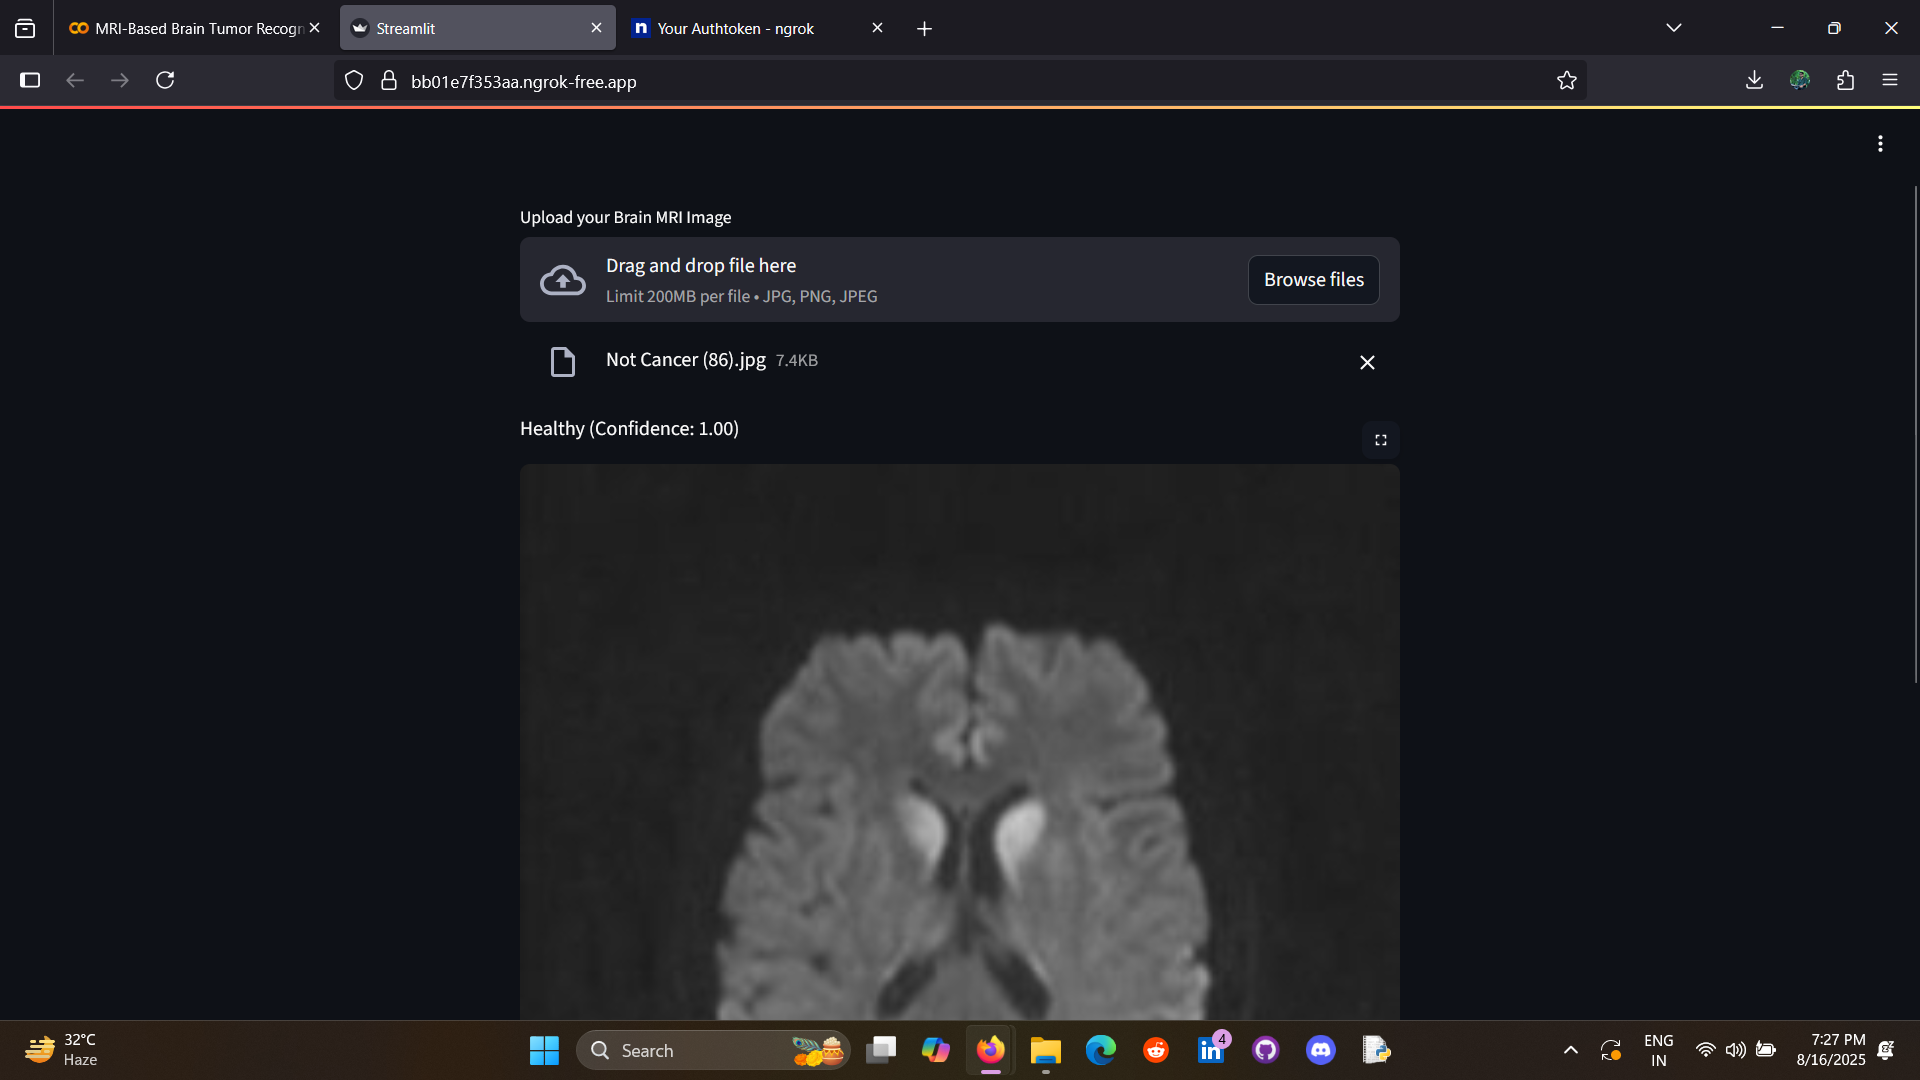 MRI-Based Brain Tumor Recogn
Streamlit
Your Authtoken - ngrok
bb01e7f353aa.ngrok-free.app
Upload your Brain MRI Image
Drag and drop file here
Limit 200MB per file • JPG, PNG, JPEG
Browse files
Not Cancer (86).jpg 7.4KB
Healthy (Confidence: 1.00)
32°C
Haze
Search
4
ENG
IN
7:27 PM
8/16/2025